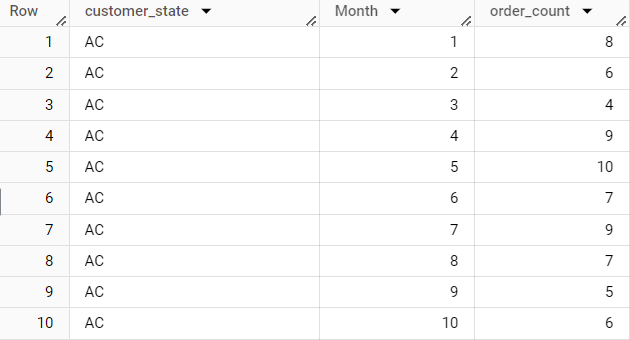 Row customer_state Month order_count
1 AC 1 8
2 AC 2 6
3 AC 3 4
4 AC 4 9
5 AC 5 10
6 AC 6 7
7 AC 7 9
8 AC 8 7
9 AC 9 5
10 AC 10 6